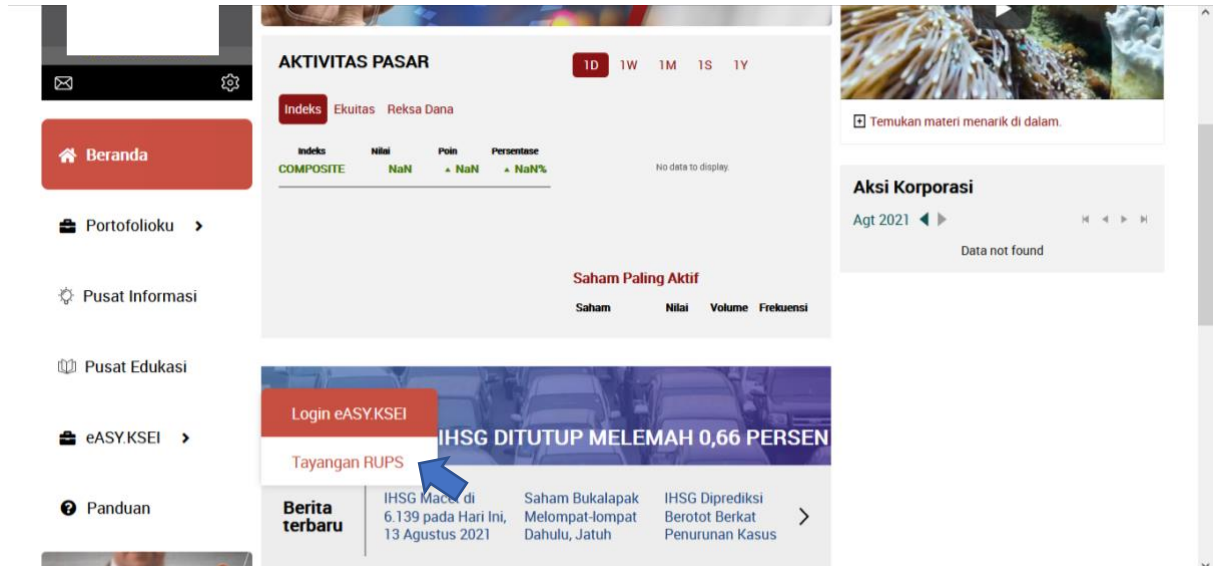 Beranda
Portofolioku
Pusat Informasi
Pusat Edukasi
eASY.KSEI
Panduan
AKTIVITAS PASAR
1D 1W 1M 1S 1Y
Indeks Ekuitas Reksa Dana
Indeks Nilai Poin Persentase
COMPOSITE NaN NaN NaN%
No data to display.
Saham Paling Aktif
Saham Nilai Volume Frekuensi
Login eASY.KSEI
Tayangan RUPS
IHSG DITUTUP MELEMAH 0,66 PERSEN
Berita
terbaru
IHSG Macet di
6.139 pada Hari Ini,
13 Agustus 2021
Saham Bukalapak
Melompat-lompat
Dahulu, Jatuh
IHSG Diprediksi
Berotot Berkat
Penurunan Kasus
Temukan materi menarik di dalam.
Aksi Korporasi
Agt 2021
Data not found